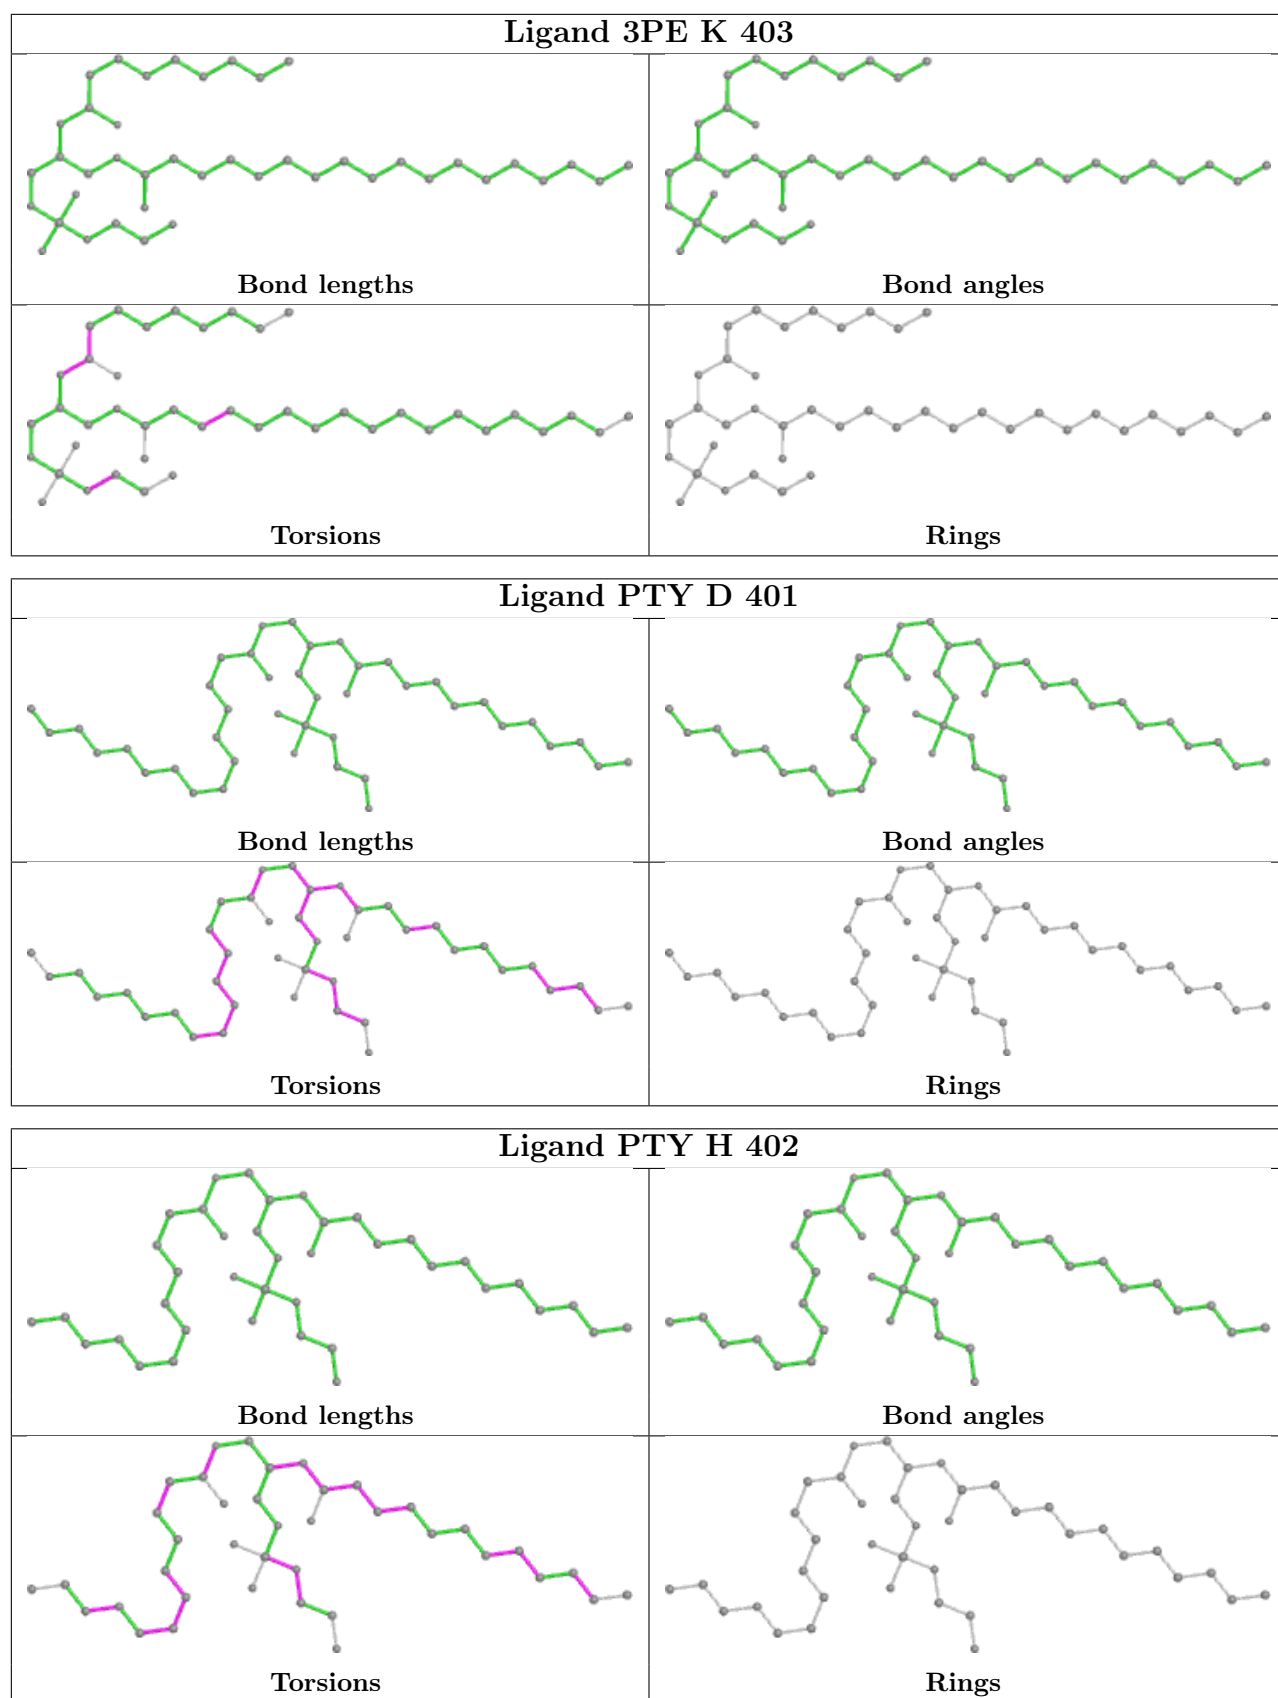 Ligand 3PE K 403
Bond lengths
Bond angles
Torsions
Rings
Ligand PTY D 401
Bond lengths
Bond angles
Torsions
Rings
Ligand PTY H 402
Bond lengths
Bond angles
Torsions
Rings